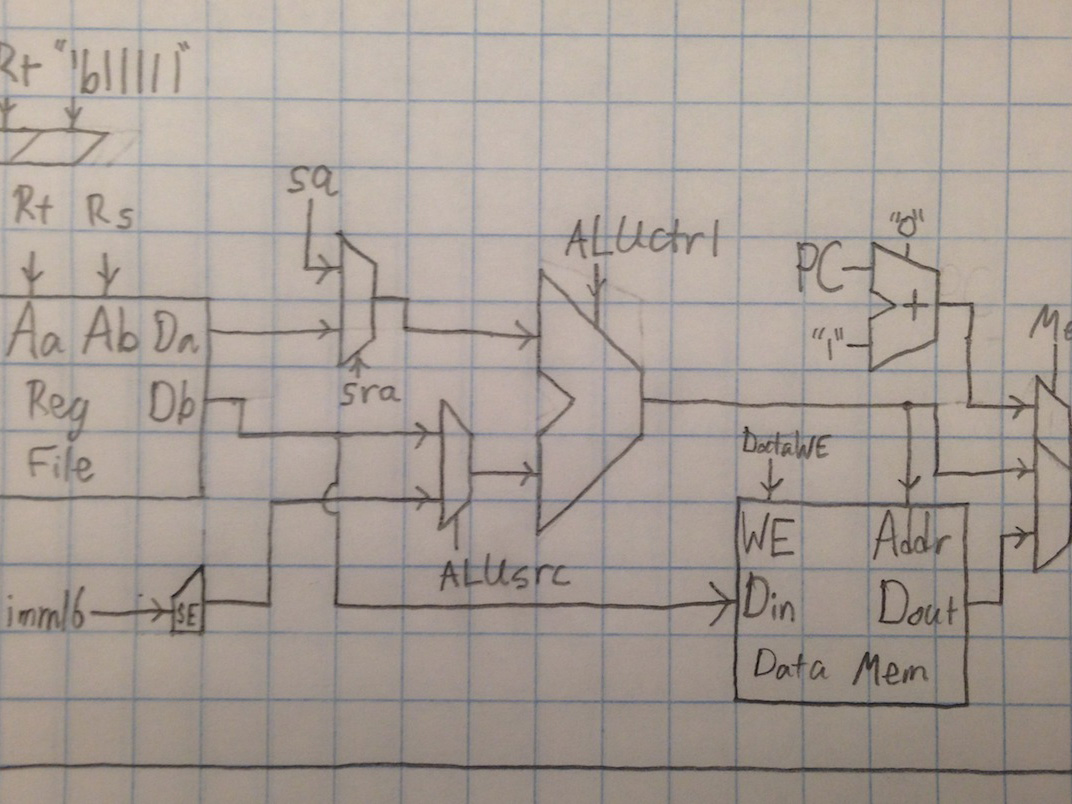 Rt "1'b11111"
Rt Rs
sa
ALUctrl
"0"
PC
+
"1"
Aa Ab Da
Reg Db
File
sra
DataWE
WE Addr
Din Dout
Data Mem
ALUsrc
imm16
SE